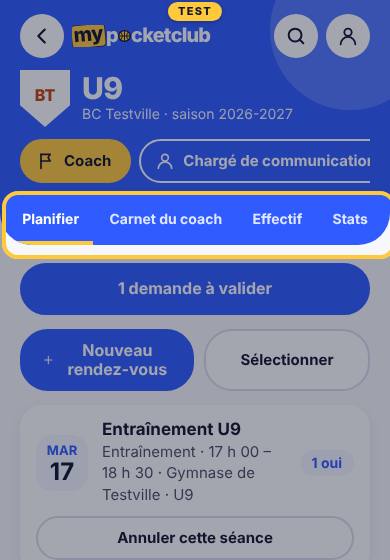 TEST
mypocketclub
BT
U9
BC Testville · saison 2026-2027
Coach
Chargé de communication
Planifier Carnet du coach Effectif Stats
1 demande à valider
+ Nouveau
rendez-vous
Sélectionner
MAR
17
Entraînement U9
Entraînement · 17 h 00 –
18 h 30 · Gymnase de
Testville · U9
1 oui
Annuler cette séance